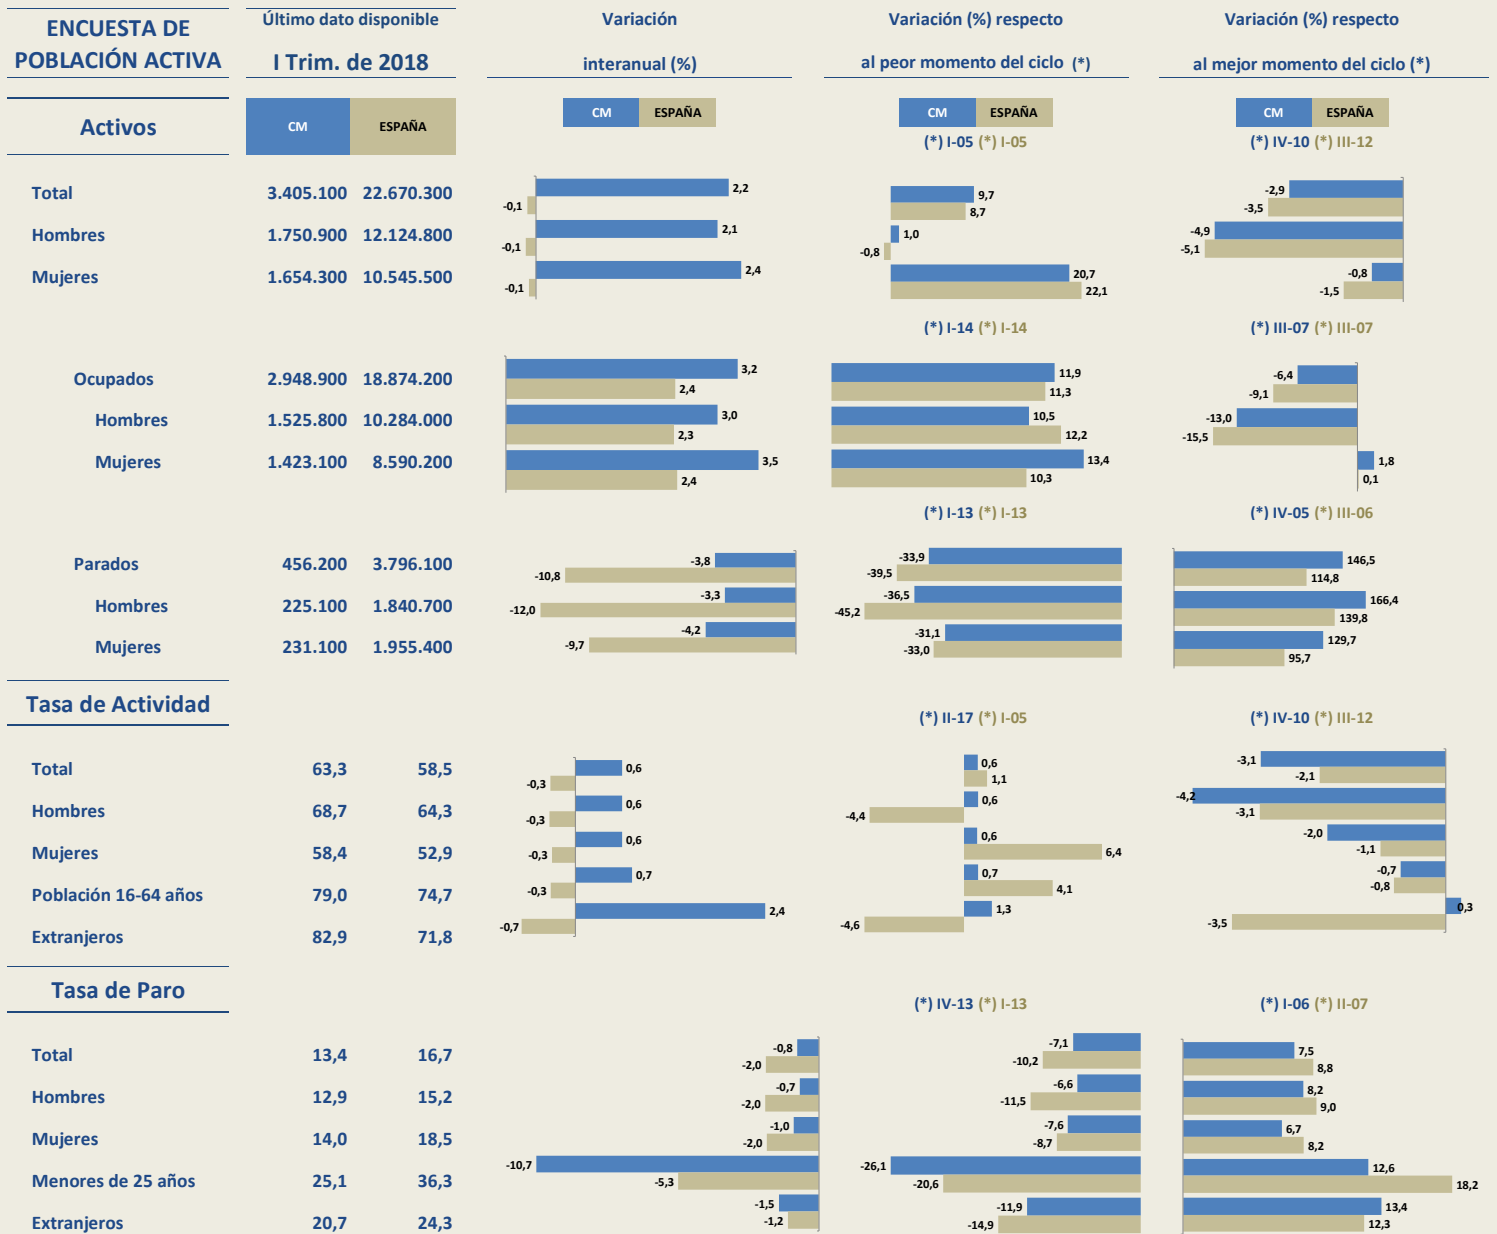 ENCUESTA DE
POBLACIÓN ACTIVA
Último dato disponible
I Trim. de 2018
Variación
interanual (%)
Variación (%) respecto
al peor momento del ciclo (*)
Variación (%) respecto
al mejor momento del ciclo (*)
Activos
CM ESPAÑA
CM ESPAÑA
CM ESPAÑA
CM ESPAÑA
(*) I-05 (*) I-05
(*) IV-10 (*) III-12
Total 3.405.100 22.670.300
2,2
-0,1
9,7
8,7
-2,9
-3,5
Hombres 1.750.900 12.124.800
2,1
-0,1
1,0
-0,8
-4,9
-5,1
Mujeres 1.654.300 10.545.500
2,4
-0,1
20,7
22,1
-0,8
-1,5
(*) I-14 (*) I-14
(*) III-07 (*) III-07
Ocupados 2.948.900 18.874.200
3,2
2,4
11,9
11,3
-6,4
-9,1
Hombres 1.525.800 10.284.000
3,0
2,3
10,5
12,2
-13,0
-15,5
Mujeres 1.423.100 8.590.200
3,5
2,4
13,4
10,3
1,8
0,1
(*) I-13 (*) I-13
(*) IV-05 (*) III-06
Parados 456.200 3.796.100
-3,8
-10,8
-33,9
-39,5
146,5
114,8
Hombres 225.100 1.840.700
-3,3
-12,0
-36,5
-45,2
166,4
139,8
Mujeres 231.100 1.955.400
-4,2
-9,7
-31,1
-33,0
129,7
95,7
Tasa de Actividad
(*) II-17 (*) I-05
(*) IV-10 (*) III-12
Total 63,3 58,5
0,6
-0,3
0,6
1,1
-3,1
-2,1
Hombres 68,7 64,3
0,6
-0,3
0,6
-4,4
-4,2
-3,1
Mujeres 58,4 52,9
0,6
-0,3
0,6
6,4
-2,0
-1,1
Población 16-64 años 79,0 74,7
0,7
-0,3
0,7
4,1
-0,7
-0,8
Extranjeros 82,9 71,8
2,4
-0,7
1,3
-4,6
0,3
-3,5
Tasa de Paro
(*) IV-13 (*) I-13
(*) I-06 (*) II-07
Total 13,4 16,7
-0,8
-2,0
-7,1
-10,2
7,5
8,8
Hombres 12,9 15,2
-0,7
-2,0
-6,6
-11,5
8,2
9,0
Mujeres 14,0 18,5
-1,0
-2,0
-7,6
-8,7
6,7
8,2
Menores de 25 años 25,1 36,3
-10,7
-5,3
-26,1
-20,6
12,6
18,2
Extranjeros 20,7 24,3
-1,5
-1,2
-11,9
-14,9
13,4
12,3